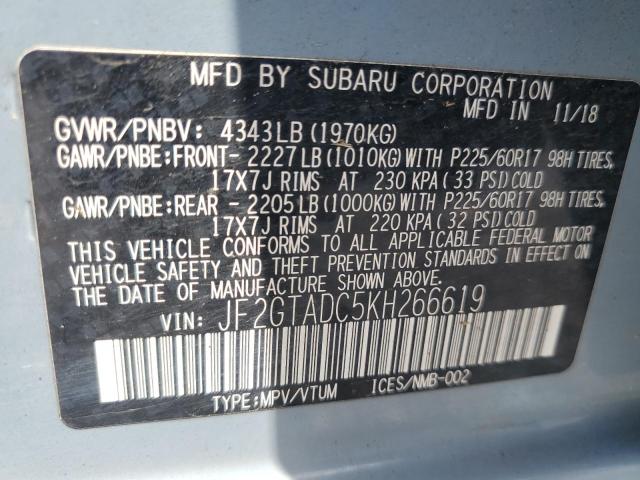 MFD BY SUBARU CORPORATION
MFD IN 11/18
GVWR/PNBV: 4343LB(1970KG)
GAWR/PNBE:FRONT- 2227LB(1010KG)WITH P225/60R17 98H TIRES,
17X7J RIMS AT 230 KPA(33 PSI)COLD
GAWR/PNBE:REAR - 2205LB(1000KG)WITH P225/60R17 98H TIRES,
17X7J RIMS AT 220 KPA(32 PSI)COLD
THIS VEHICLE CONFORMS TO ALL APPLICABLE FEDERAL MOTOR
VEHICLE SAFETY AND THEFT PREVENTION STANDARDS IN EFFECT ON
THE DATE OF MANUFACTURE SHOWN ABOVE.
VIN: JF2GTADC5KH266619
TYPE:MPV/VTUM ICES/NMB-002